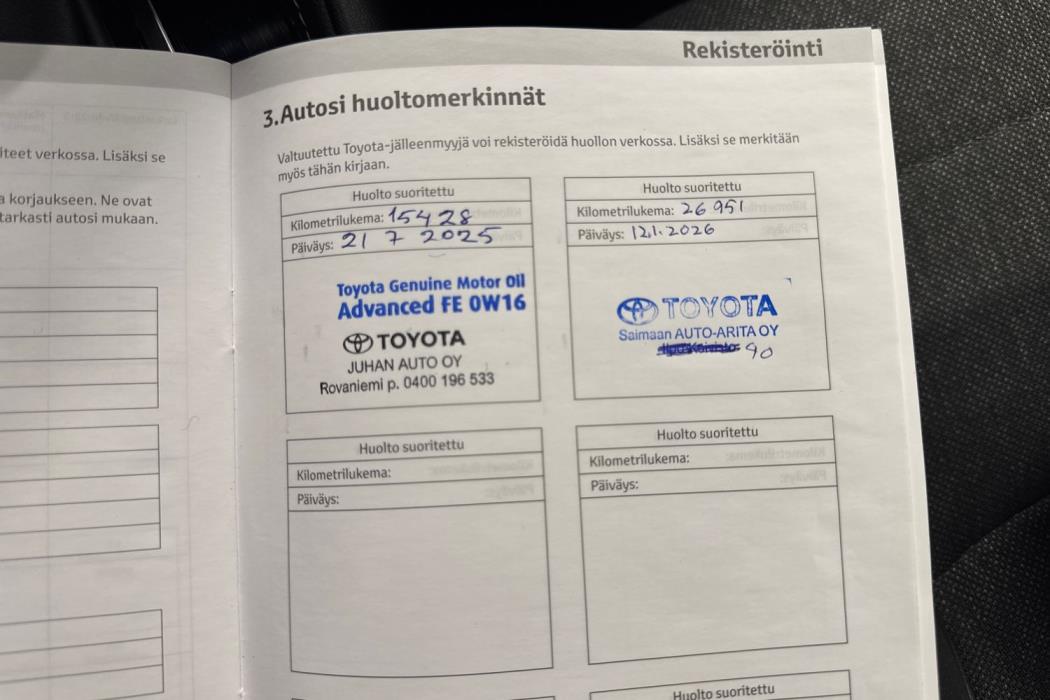 Rekisteröinti
3.Autosi huoltomerkinnät
iteet verkossa. Lisäksi se
a korjaukseen. Ne ovat
tarkasti autosi mukaan.
Valtuutettu Toyota-jälleenmyyjä voi rekisteröidä huollon verkossa. Lisäksi se merkitään
myös tähän kirjaan.
Huolto suoritettu
Kilometrilukema: 15428
Päiväys: 21 7 2025
Toyota Genuine Motor Oil
Advanced FE 0W16
TOYOTA
JUHAN AUTO OY
Rovaniemi p. 0400 196 533
Huolto suoritettu
Kilometrilukema: 26 951
Päiväys: 12.1.2026
TOYOTA
Saimaan AUTO-ARITA OY
90
Huolto suoritettu
Kilometrilukema:
Päiväys:
Huolto suoritettu
Kilometrilukema:
Päiväys:
Huolto suoritettu